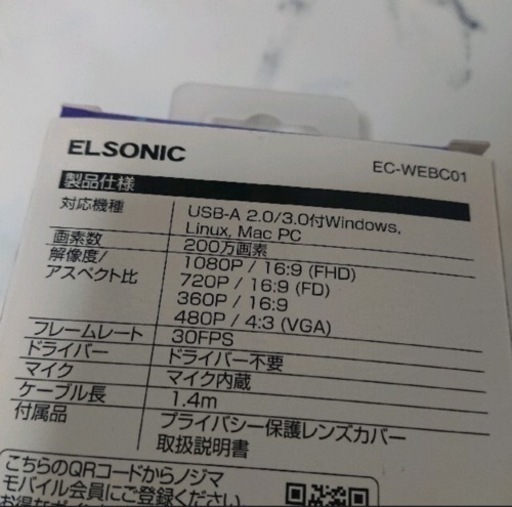 ELSONIC
EC-WEBC01
製品仕様
対応機種 USB-A 2.0/3.0付Windows,
Linux, Mac PC
画素数 200万画素
解像度/ 1080P / 16:9 (FHD)
アスペクト比 720P / 16:9 (FD)
360P / 16:9
480P / 4:3 (VGA)
フレームレート 30FPS
ドライバー ドライバー不要
マイク マイク内蔵
ケーブル長 1.4m
付属品 プライバシー保護レンズカバー
取扱説明書
こちらのQRコードからノジマ
モバイル会員にご登録ください。
お得なポイント